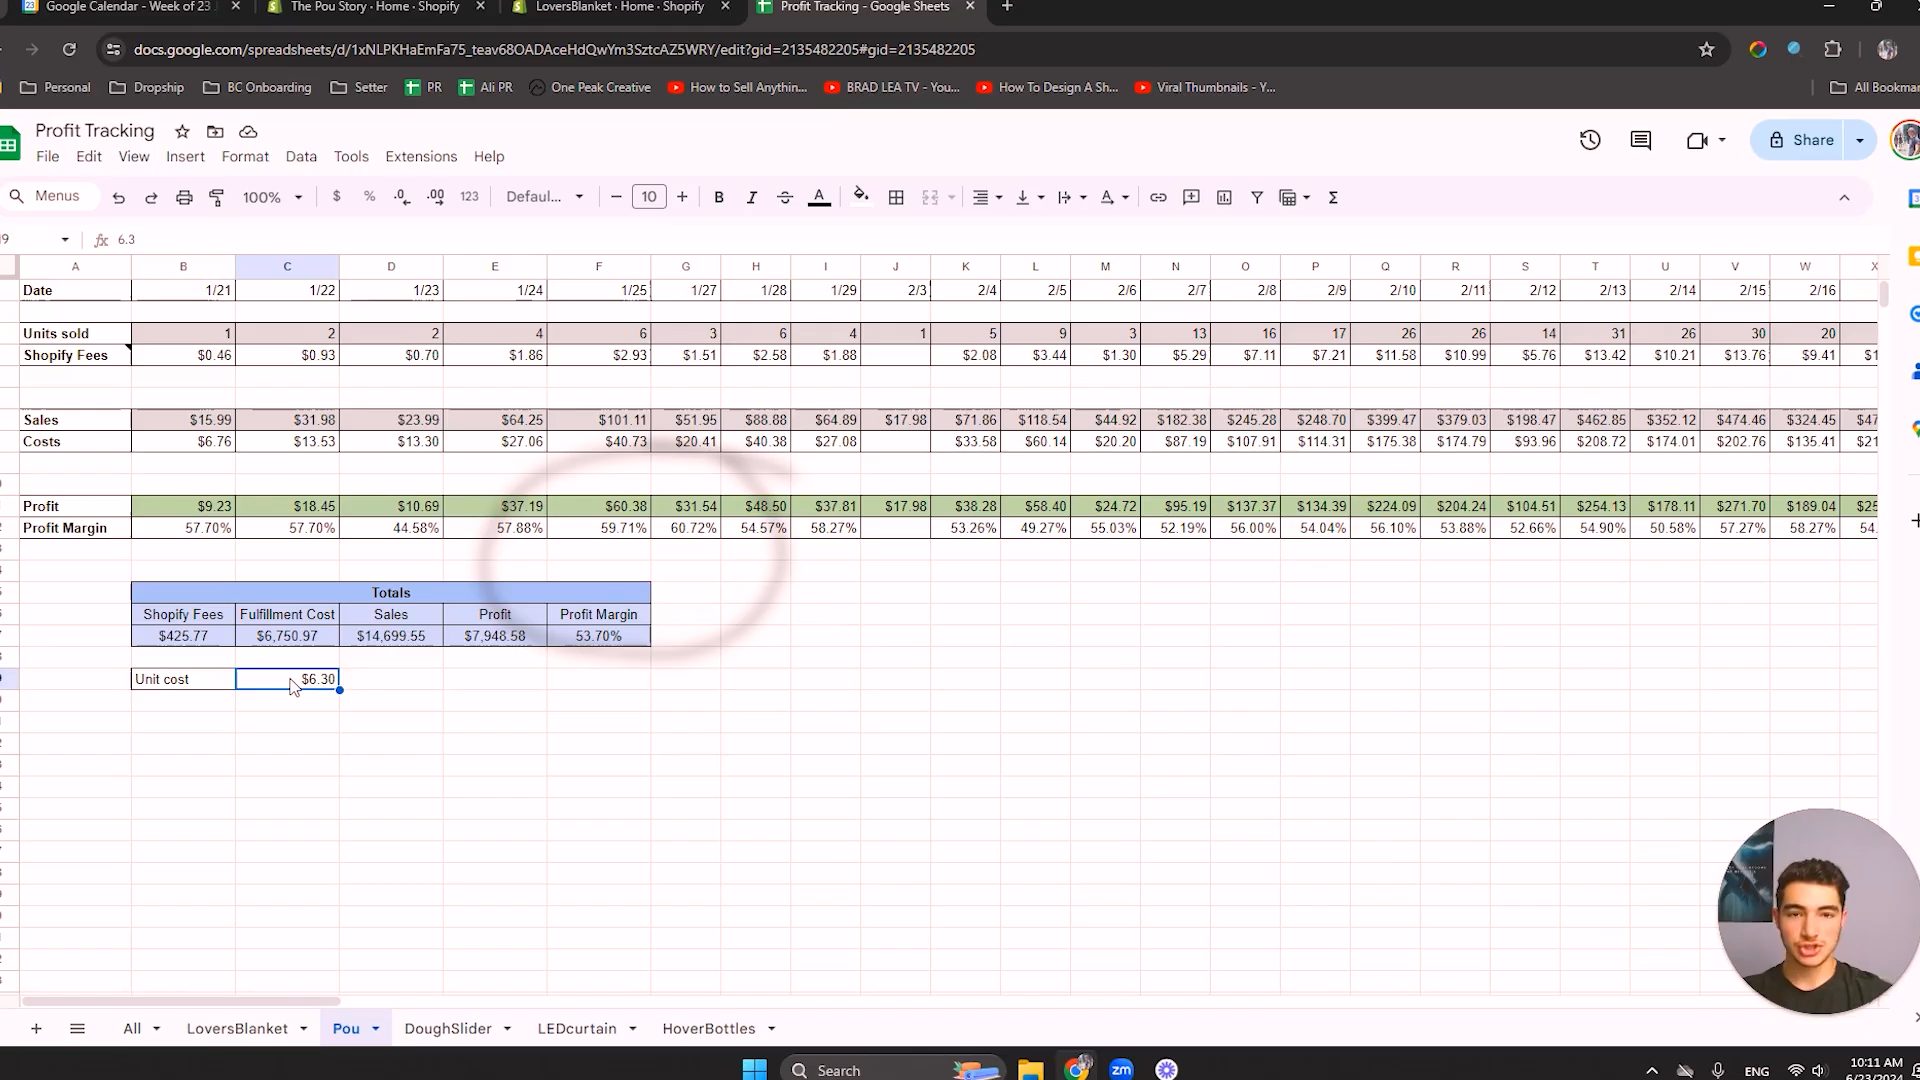 Google Calendar - Week of 23 J
The Pou Story · Home · Shopify
LoversBlanket · Home · Shopify
Profit Tracking - Google Sheets
docs.google.com/spreadsheets/d/1xNLPKHaEmFa75_teav68OADAceHdQwYm3SztcAZ5WRY/edit?gid=2135482205#gid=2135482205
Personal Dropship BC Onboarding Setter PR Ali PR One Peak Creative How to Sell Anythin... BRAD LEA TV - You... How To Design A Sh... Viral Thumbnails - Y... All Bookmar
Profit Tracking
File Edit View Insert Format Data Tools Extensions Help
Share
Menus 100% $ % .0 .00 123 Defaul... 10 B I A Σ
9 fx 6.3
A B C D E F G H I J K L M N O P Q R S T U V W X
Date 1/21 1/22 1/23 1/24 1/25 1/27 1/28 1/29 2/3 2/4 2/5 2/6 2/7 2/8 2/9 2/10 2/11 2/12 2/13 2/14 2/15 2/16
Units sold 1 2 2 4 6 3 6 4 1 5 9 3 13 16 17 26 26 14 31 26 30 20
Shopify Fees $0.46 $0.93 $0.70 $1.86 $2.93 $1.51 $2.58 $1.88 $2.08 $3.44 $1.30 $5.29 $7.11 $7.21 $11.58 $10.99 $5.76 $13.42 $10.21 $13.76 $9.41 $1
Sales $15.99 $31.98 $23.99 $64.25 $101.11 $51.95 $88.88 $64.89 $17.98 $71.86 $118.54 $44.92 $182.38 $245.28 $248.70 $399.47 $379.03 $198.47 $462.85 $352.12 $474.46 $324.45 $47
Costs $6.76 $13.53 $13.30 $27.06 $40.73 $20.41 $40.38 $27.08 $33.58 $60.14 $20.20 $87.19 $107.91 $114.31 $175.38 $174.79 $93.96 $208.72 $174.01 $202.76 $135.41 $21
Profit $9.23 $18.45 $10.69 $37.19 $60.38 $31.54 $48.50 $37.81 $17.98 $38.28 $58.40 $24.72 $95.19 $137.37 $134.39 $224.09 $204.24 $104.51 $254.13 $178.11 $271.70 $189.04 $25
Profit Margin 57.70% 57.70% 44.58% 57.88% 59.71% 60.72% 54.57% 58.27% 53.26% 49.27% 55.03% 52.19% 56.00% 54.04% 56.10% 53.88% 52.66% 54.90% 50.58% 57.27% 58.27% 54.
Totals
Shopify Fees Fulfillment Cost Sales Profit Profit Margin
$425.77 $6,750.97 $14,699.55 $7,948.58 53.70%
Unit cost $6.30
All LoversBlanket Pou DoughSlider LEDcurtain HoverBottles
Search
zm
ENG
10:11 AM
6/23/2024